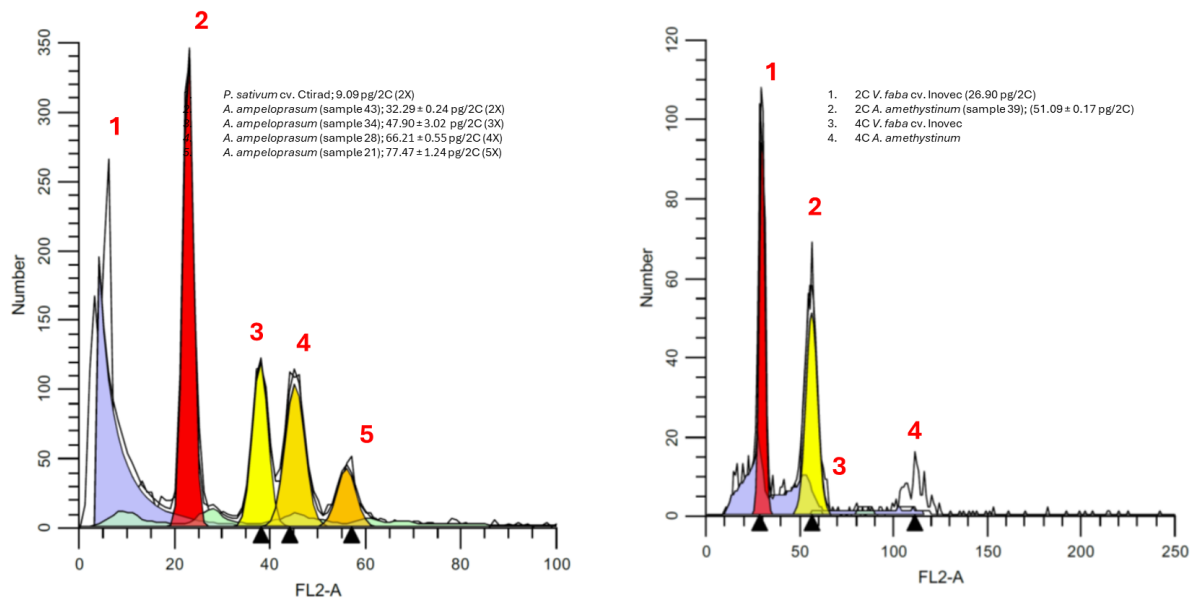 1
2
3
4
5
350
300
250
200
150
100
50
0
Number
0
20
40
60
80
100
FL2-A
P. sativum cv. Ctirad; 9.09 pg/2C (2X)
2. A. ampeloprasum (sample 43); 32.29 ± 0.24 pg/2C (2X)
A. ampeloprasum (sample 34); 47.90 ± 3.02 pg/2C (3X)
4. A. ampeloprasum (sample 28); 66.21 ± 0.55 pg/2C (4X)
5. A. ampeloprasum (sample 21); 77.47 ± 1.24 pg/2C (5X)
1
2
3
4
120
100
80
60
40
20
0
Number
0
50
100
150
200
250
FL2-A
1. 2C V. faba cv. Inovec (26.90 pg/2C)
2. 2C A. amethystinum (sample 39); (51.09 ± 0.17 pg/2C)
3. 4C V. faba cv. Inovec
4. 4C A. amethystinum